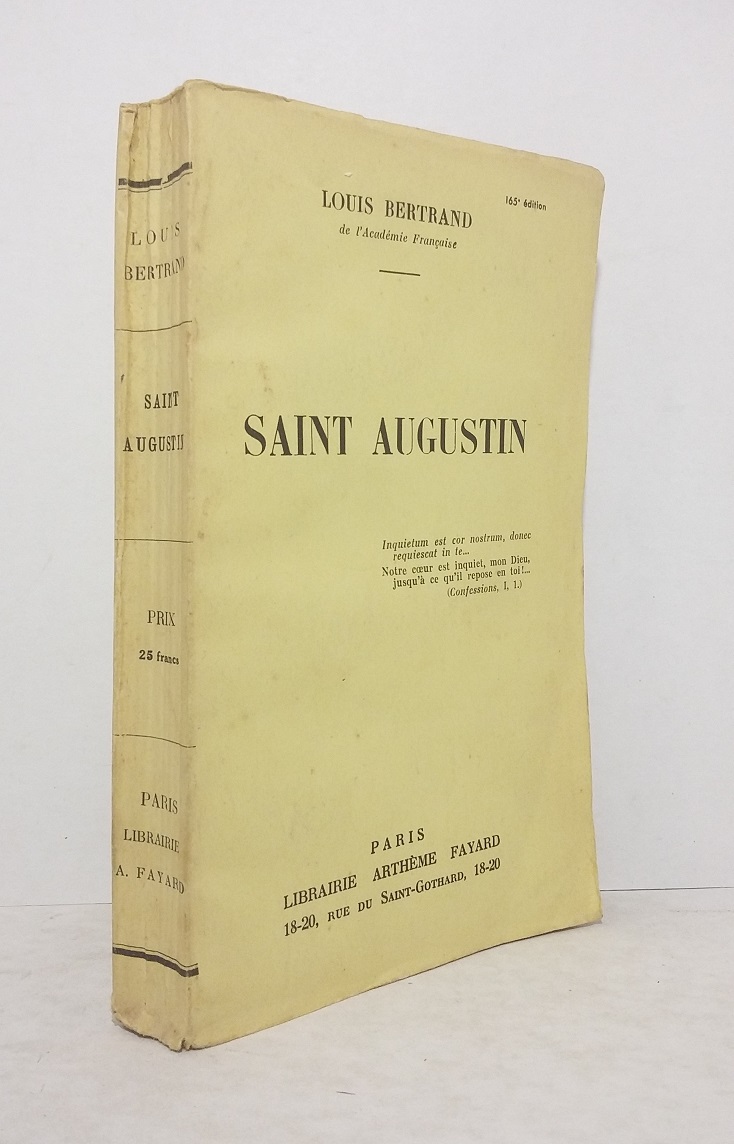 LOUIS
BERTRAND
SAINT
AUGUSTIN
PRIX
25 francs
PARIS
LIBRAIRIE
A. FAYARD
LOUIS BERTRAND
165e édition
de l'Académie Française
SAINT AUGUSTIN
Inquietum est cor nostrum, donec
requiescat in te...
Notre cœur est inquiet, mon Dieu,
jusqu'à ce qu'il repose en toi!...
(Confessions, I, 1.)
PARIS
LIBRAIRIE ARTHÈME FAYARD
18-20, RUE DU SAINT-GOTHARD, 18-20